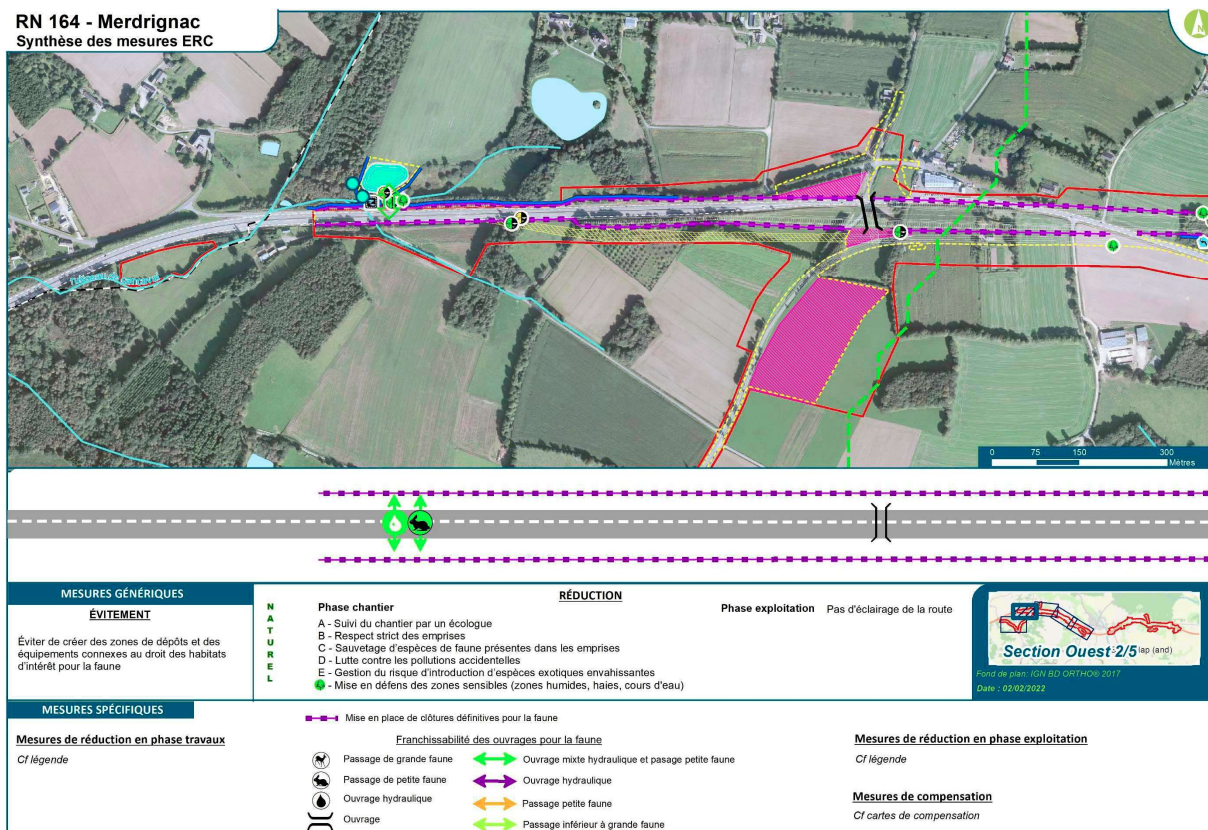 RN 164 - Merdrignac
Synthèse des mesures ERC
N
0 75 150 300
Mètres
MESURES GÉNÉRIQUES
ÉVITEMENT
Éviter de créer des zones de dépôts et des
équipements connexes au droit des habitats
d'intérêt pour la faune
N
A
T
U
R
E
L
RÉDUCTION
Phase chantier
A - Suivi du chantier par un écologue
B - Respect strict des emprises
C - Sauvetage d'espèces de faune présentes dans les emprises
D - Lutte contre les pollutions accidentelles
E - Gestion du risque d'introduction d'espèces exotiques envahissantes
- Mise en défens des zones sensibles (zones humides, haies, cours d'eau)
Phase exploitation Pas d'éclairage de la route
Section Ouest 2/5
lap (and)
Fond de plan: IGN BD ORTHO® 2017
Date : 02/02/2022
MESURES SPÉCIFIQUES
Mesures de réduction en phase travaux
Cf légende
Mise en place de clôtures définitives pour la faune
Franchissabilité des ouvrages pour la faune
Passage de grande faune
Passage de petite faune
Ouvrage hydraulique
Ouvrage
Ouvrage mixte hydraulique et pasage petite faune
Ouvrage hydraulique
Passage petite faune
Passage inférieur à grande faune
Mesures de réduction en phase exploitation
Cf légende
Mesures de compensation
Cf cartes de compensation